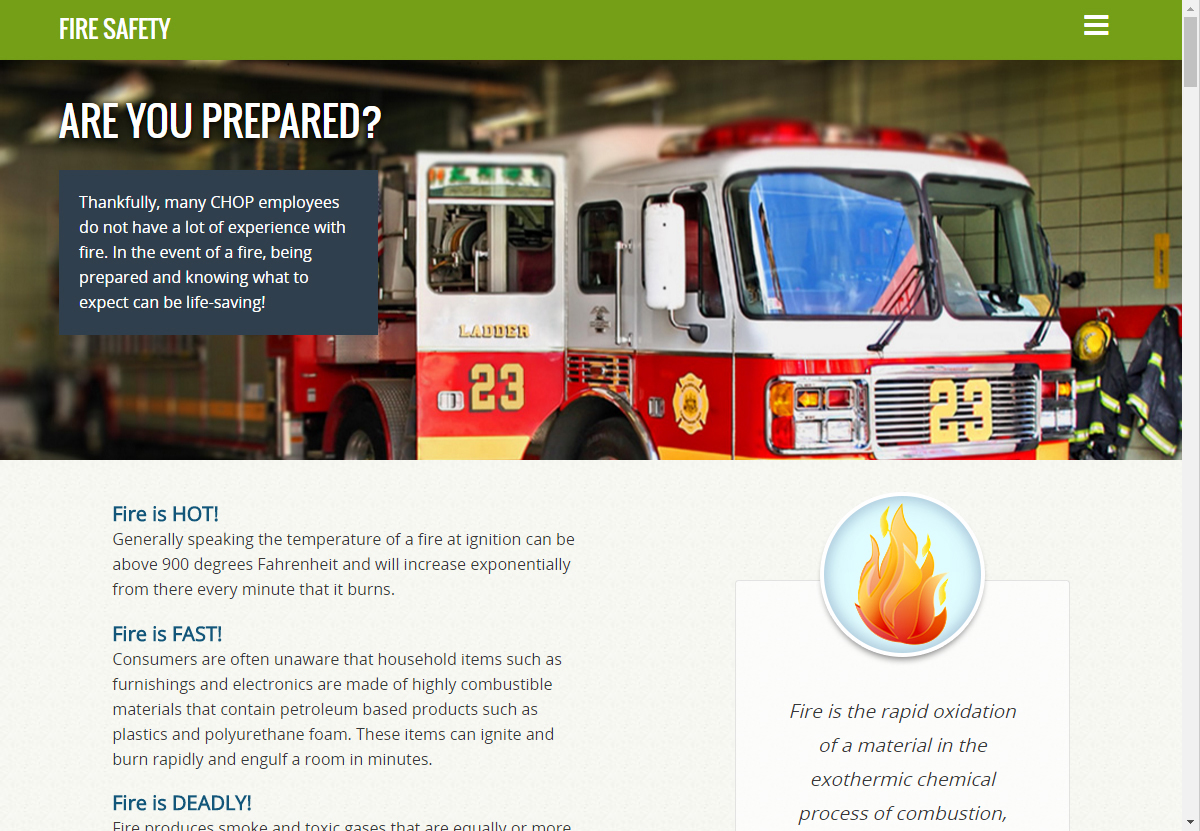 FIRE SAFETY
ARE YOU PREPARED?
Thankfully, many CHOP employees
do not have a lot of experience with
fire. In the event of a fire, being
prepared and knowing what to
expect can be life-saving!
LADDER
23
23
Fire is HOT!
Generally speaking the temperature of a fire at ignition can be
above 900 degrees Fahrenheit and will increase exponentially
from there every minute that it burns.
Fire is FAST!
Consumers are often unaware that household items such as
furnishings and electronics are made of highly combustible
materials that contain petroleum based products such as
plastics and polyurethane foam. These items can ignite and
burn rapidly and engulf a room in minutes.
Fire is DEADLY!
Fire produces smoke and toxic gases that are equally or more
Fire is the rapid oxidation
of a material in the
exothermic chemical
process of combustion,